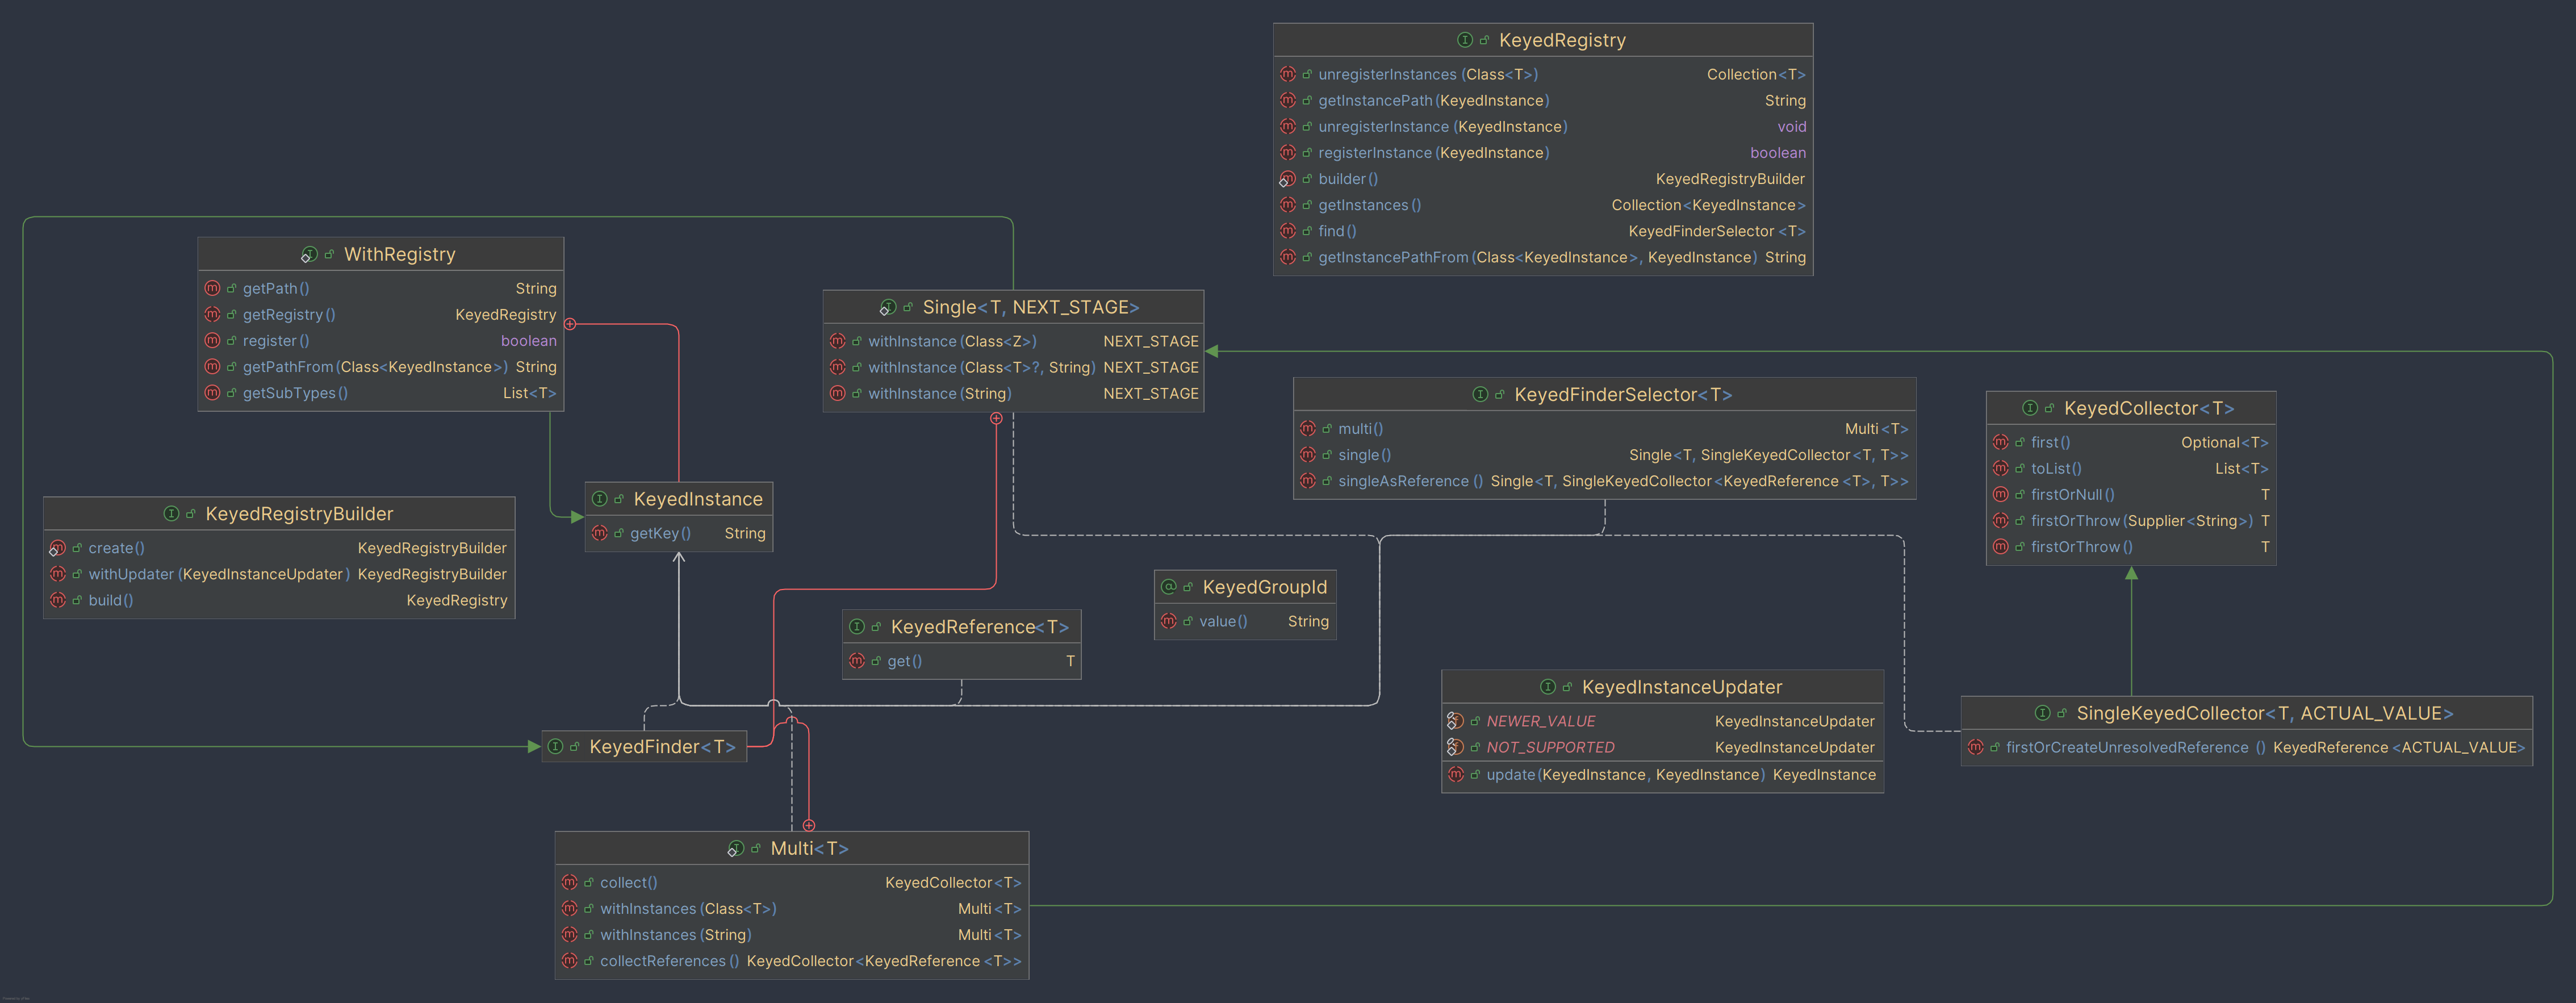 KeyedRegistry
unregisterInstances(Class<T>) Collection<T>
getInstancePath(KeyedInstance) String
unregisterInstance(KeyedInstance) void
registerInstance(KeyedInstance) boolean
builder() KeyedRegistryBuilder
getInstances() Collection<KeyedInstance>
find() KeyedFinderSelector<T>
getInstancePathFrom(Class<KeyedInstance>, KeyedInstance) String
WithRegistry
getPath() String
getRegistry() KeyedRegistry
register() boolean
getPathFrom(Class<KeyedInstance>) String
getSubTypes() List<T>
Single<T, NEXT_STAGE>
withInstance(Class<Z>) NEXT_STAGE
withInstance(Class<T>?, String) NEXT_STAGE
withInstance(String) NEXT_STAGE
KeyedFinderSelector<T>
multi() Multi<T>
single() Single<T, SingleKeyedCollector<T, T>>
singleAsReference() Single<T, SingleKeyedCollector<KeyedReference<T>, T>>
KeyedCollector<T>
first() Optional<T>
toList() List<T>
firstOrNull() T
firstOrThrow(Supplier<String>) T
firstOrThrow() T
KeyedRegistryBuilder
create() KeyedRegistryBuilder
withUpdater(KeyedInstanceUpdater) KeyedRegistryBuilder
build() KeyedRegistry
KeyedInstance
getKey() String
KeyedGroupId
value() String
KeyedReference<T>
get() T
KeyedInstanceUpdater
NEWER_VALUE KeyedInstanceUpdater
NOT_SUPPORTED KeyedInstanceUpdater
update(KeyedInstance, KeyedInstance) KeyedInstance
SingleKeyedCollector<T, ACTUAL_VALUE>
firstOrCreateUnresolvedReference() KeyedReference<ACTUAL_VALUE>
KeyedFinder<T>
Multi<T>
collect() KeyedCollector<T>
withInstances(Class<T>) Multi<T>
withInstances(String) Multi<T>
collectReferences() KeyedCollector<KeyedReference<T>>